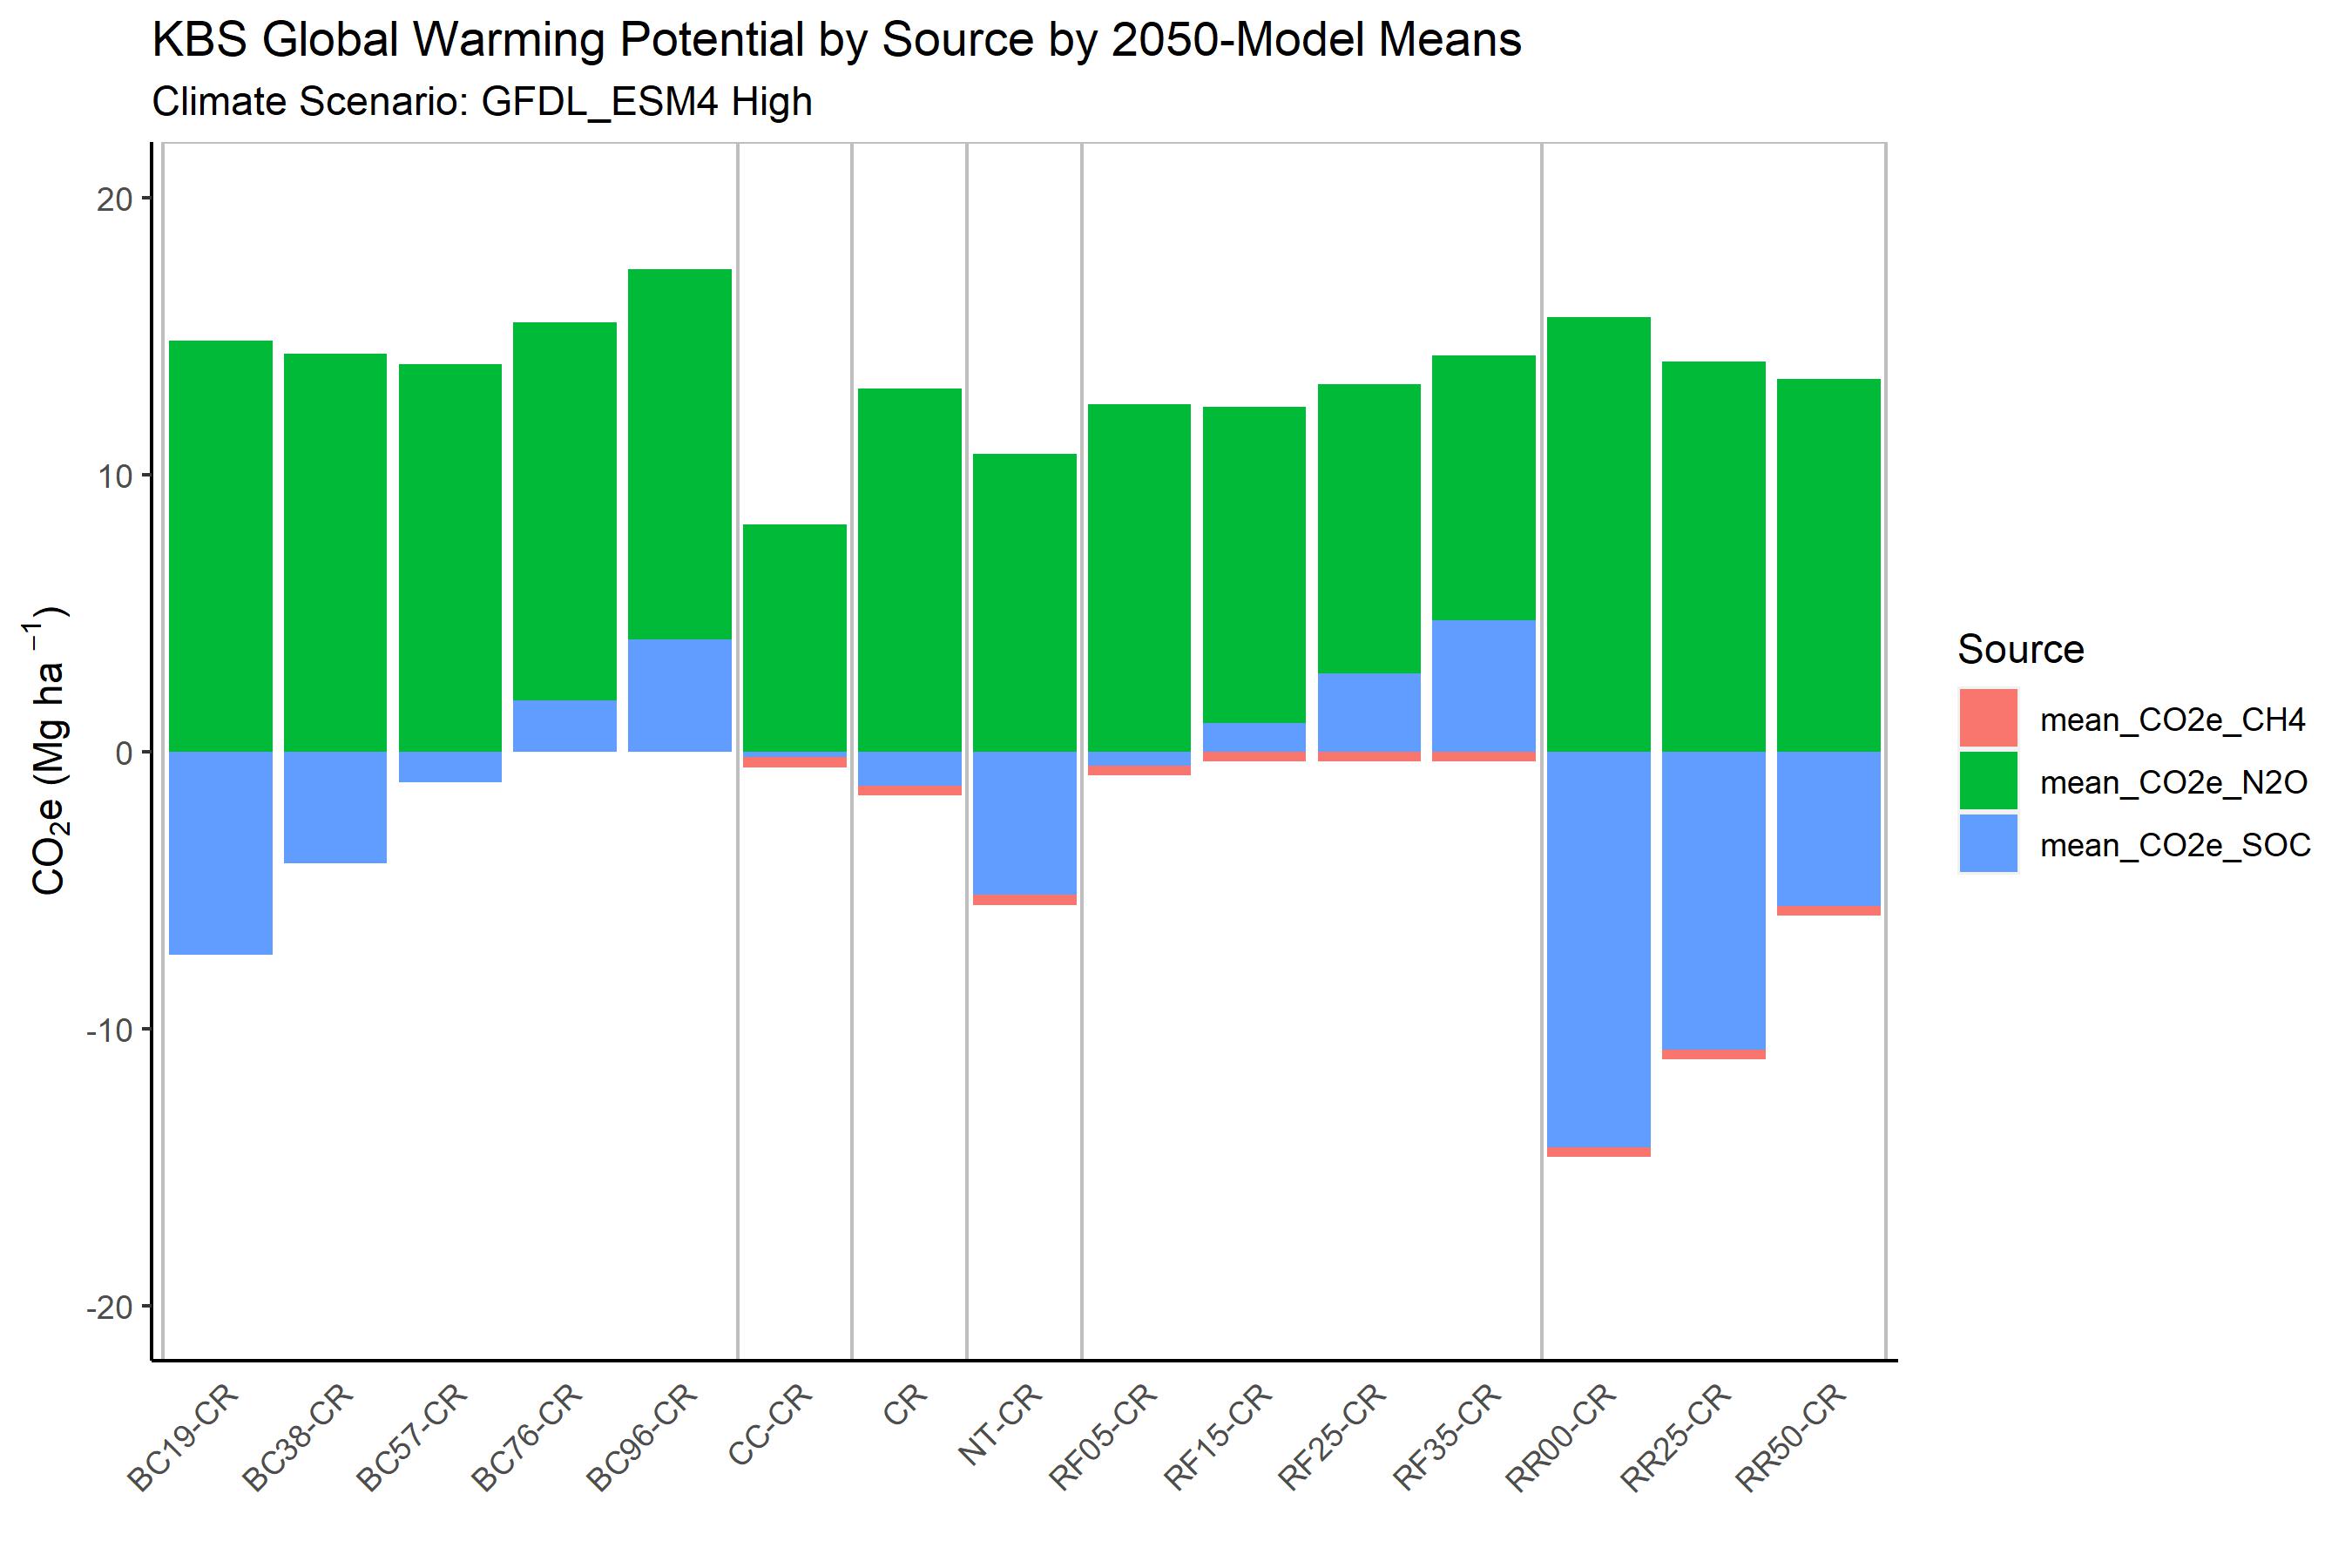 KBS Global Warming Potential by Source by 2050-Model Means
Climate Scenario: GFDL_ESM4 High
20
10
0
-10
-20
CO₂e (Mg ha ⁻¹)
BC19-CR
BC38-CR
BC57-CR
BC76-CR
BC96-CR
CC-CR
CR
NT-CR
RF05-CR
RF15-CR
RF25-CR
RF35-CR
RR00-CR
RR25-CR
RR50-CR
Source
mean_CO2e_CH4
mean_CO2e_N2O
mean_CO2e_SOC